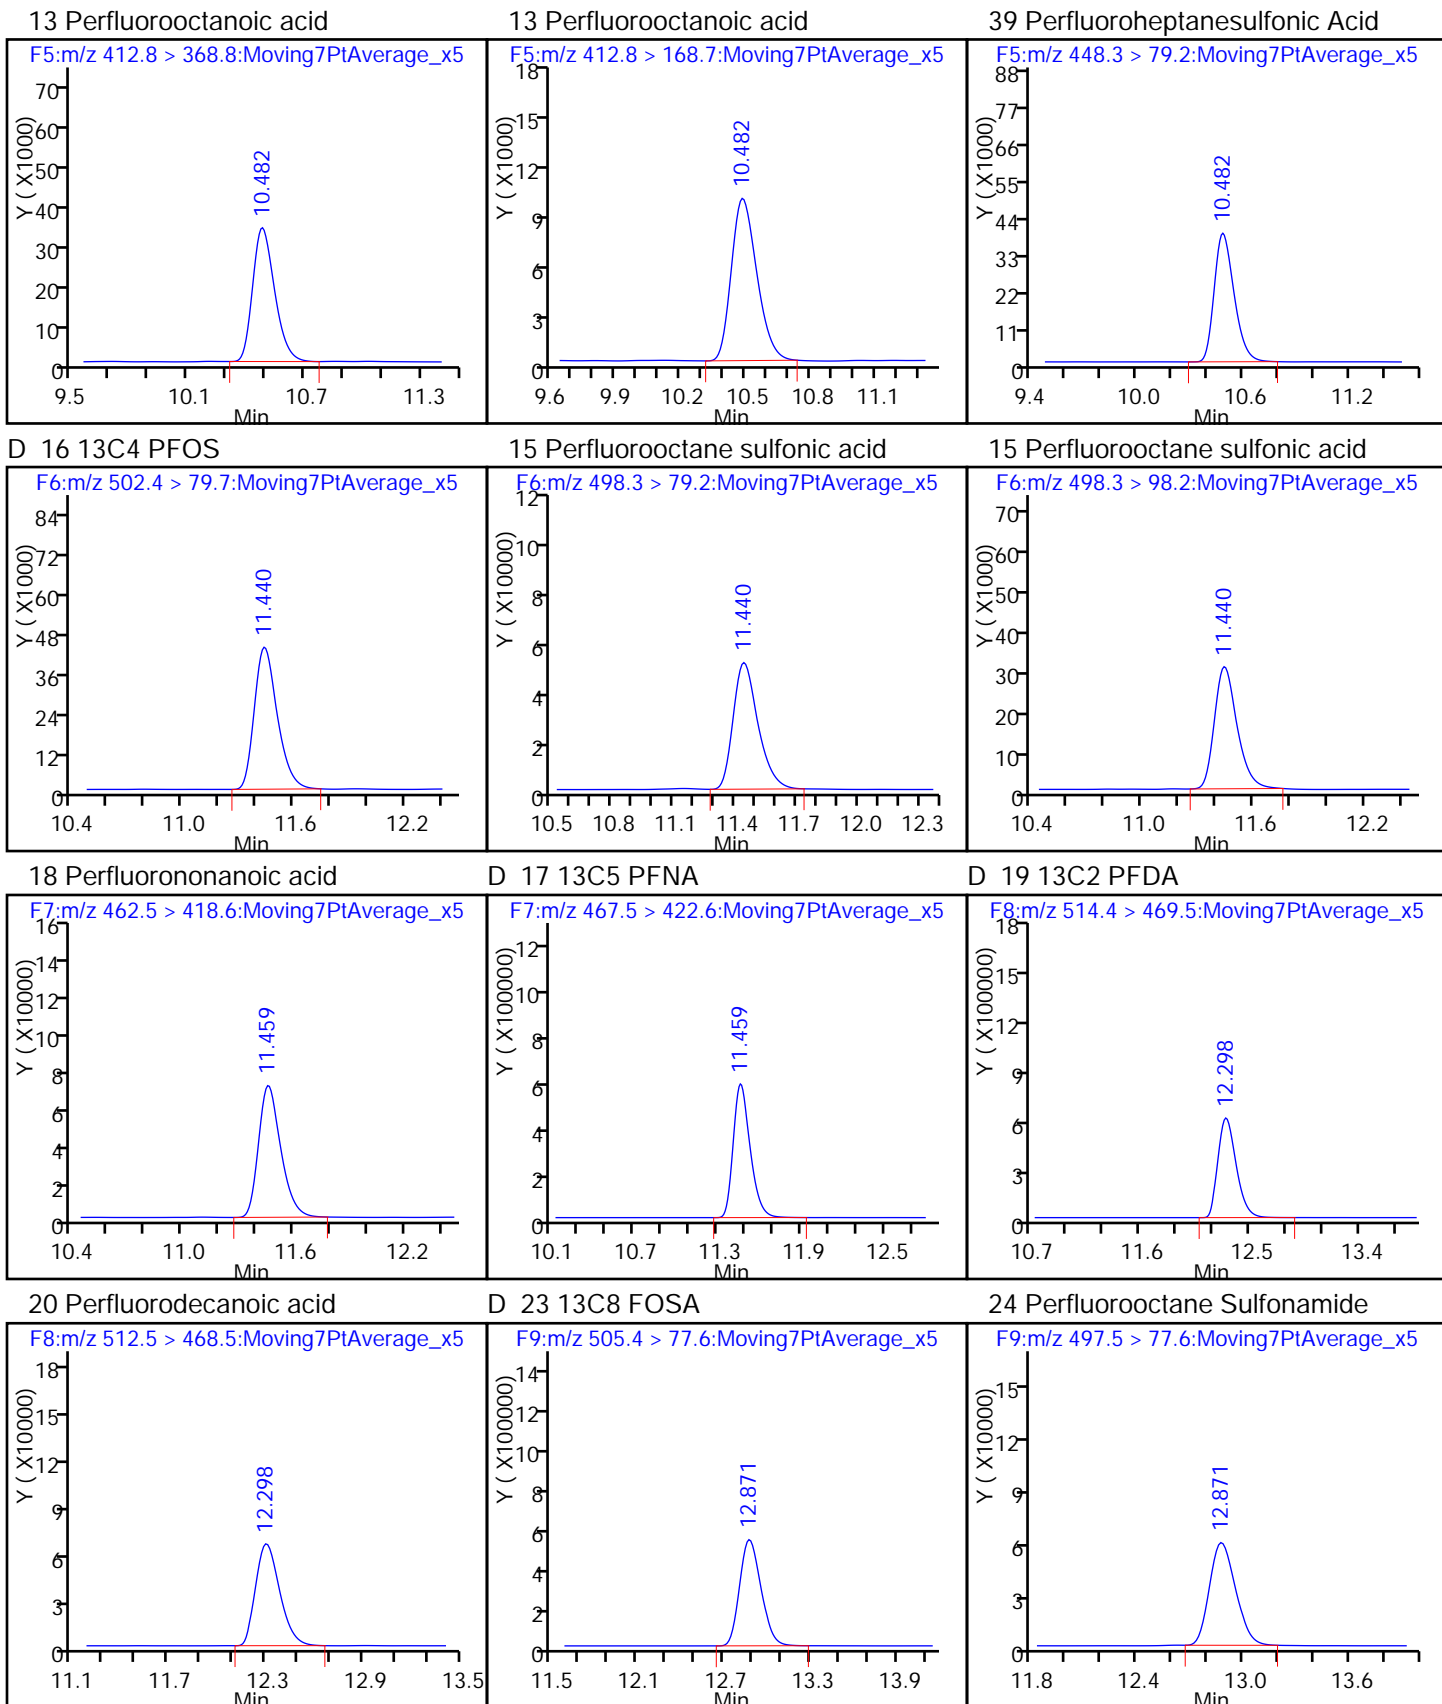 13 Perfluorooctanoic acid
F5:m/z 412.8 > 368.8:Moving7PtAverage_x5
Y ( X1000)
70
60
50
40
30
20
10
0
10.482
9.5 10.1 10.7 11.3
Min
13 Perfluorooctanoic acid
F5:m/z 412.8 > 168.7:Moving7PtAverage_x5
Y ( X1000)
18
15
12
9
6
3
0
10.482
9.6 9.9 10.2 10.5 10.8 11.1
Min
39 Perfluoroheptanesulfonic Acid
F5:m/z 448.3 > 79.2:Moving7PtAverage_x5
Y ( X1000)
88
77
66
55
44
33
22
11
0
10.482
9.4 10.0 10.6 11.2
Min
D 16 13C4 PFOS
F6:m/z 502.4 > 79.7:Moving7PtAverage_x5
Y ( X1000)
84
72
60
48
36
24
12
0
11.440
10.4 11.0 11.6 12.2
Min
15 Perfluorooctane sulfonic acid
F6:m/z 498.3 > 79.2:Moving7PtAverage_x5
Y ( X10000)
12
10
8
6
4
2
0
11.440
10.5 10.8 11.1 11.4 11.7 12.0 12.3
Min
15 Perfluorooctane sulfonic acid
F6:m/z 498.3 > 98.2:Moving7PtAverage_x5
Y ( X1000)
70
60
50
40
30
20
10
0
11.440
10.4 11.0 11.6 12.2
Min
18 Perfluorononanoic acid
F7:m/z 462.5 > 418.6:Moving7PtAverage_x5
Y ( X10000)
16
14
12
10
8
6
4
2
0
11.459
10.4 11.0 11.6 12.2
Min
D 17 13C5 PFNA
F7:m/z 467.5 > 422.6:Moving7PtAverage_x5
Y ( X100000)
12
10
8
6
4
2
0
11.459
10.1 10.7 11.3 11.9 12.5
Min
D 19 13C2 PFDA
F8:m/z 514.4 > 469.5:Moving7PtAverage_x5
Y ( X100000)
18
15
12
9
6
3
0
12.298
10.7 11.6 12.5 13.4
Min
20 Perfluorodecanoic acid
F8:m/z 512.5 > 468.5:Moving7PtAverage_x5
Y ( X10000)
18
15
12
9
6
3
0
12.298
11.1 11.7 12.3 12.9 13.5
Min
D 23 13C8 FOSA
F9:m/z 505.4 > 77.6:Moving7PtAverage_x5
Y ( X100000)
14
12
10
8
6
4
2
0
12.871
11.5 12.1 12.7 13.3 13.9
Min
24 Perfluorooctane Sulfonamide
F9:m/z 497.5 > 77.6:Moving7PtAverage_x5
Y ( X10000)
15
12
9
6
3
0
12.871
11.8 12.4 13.0 13.6
Min